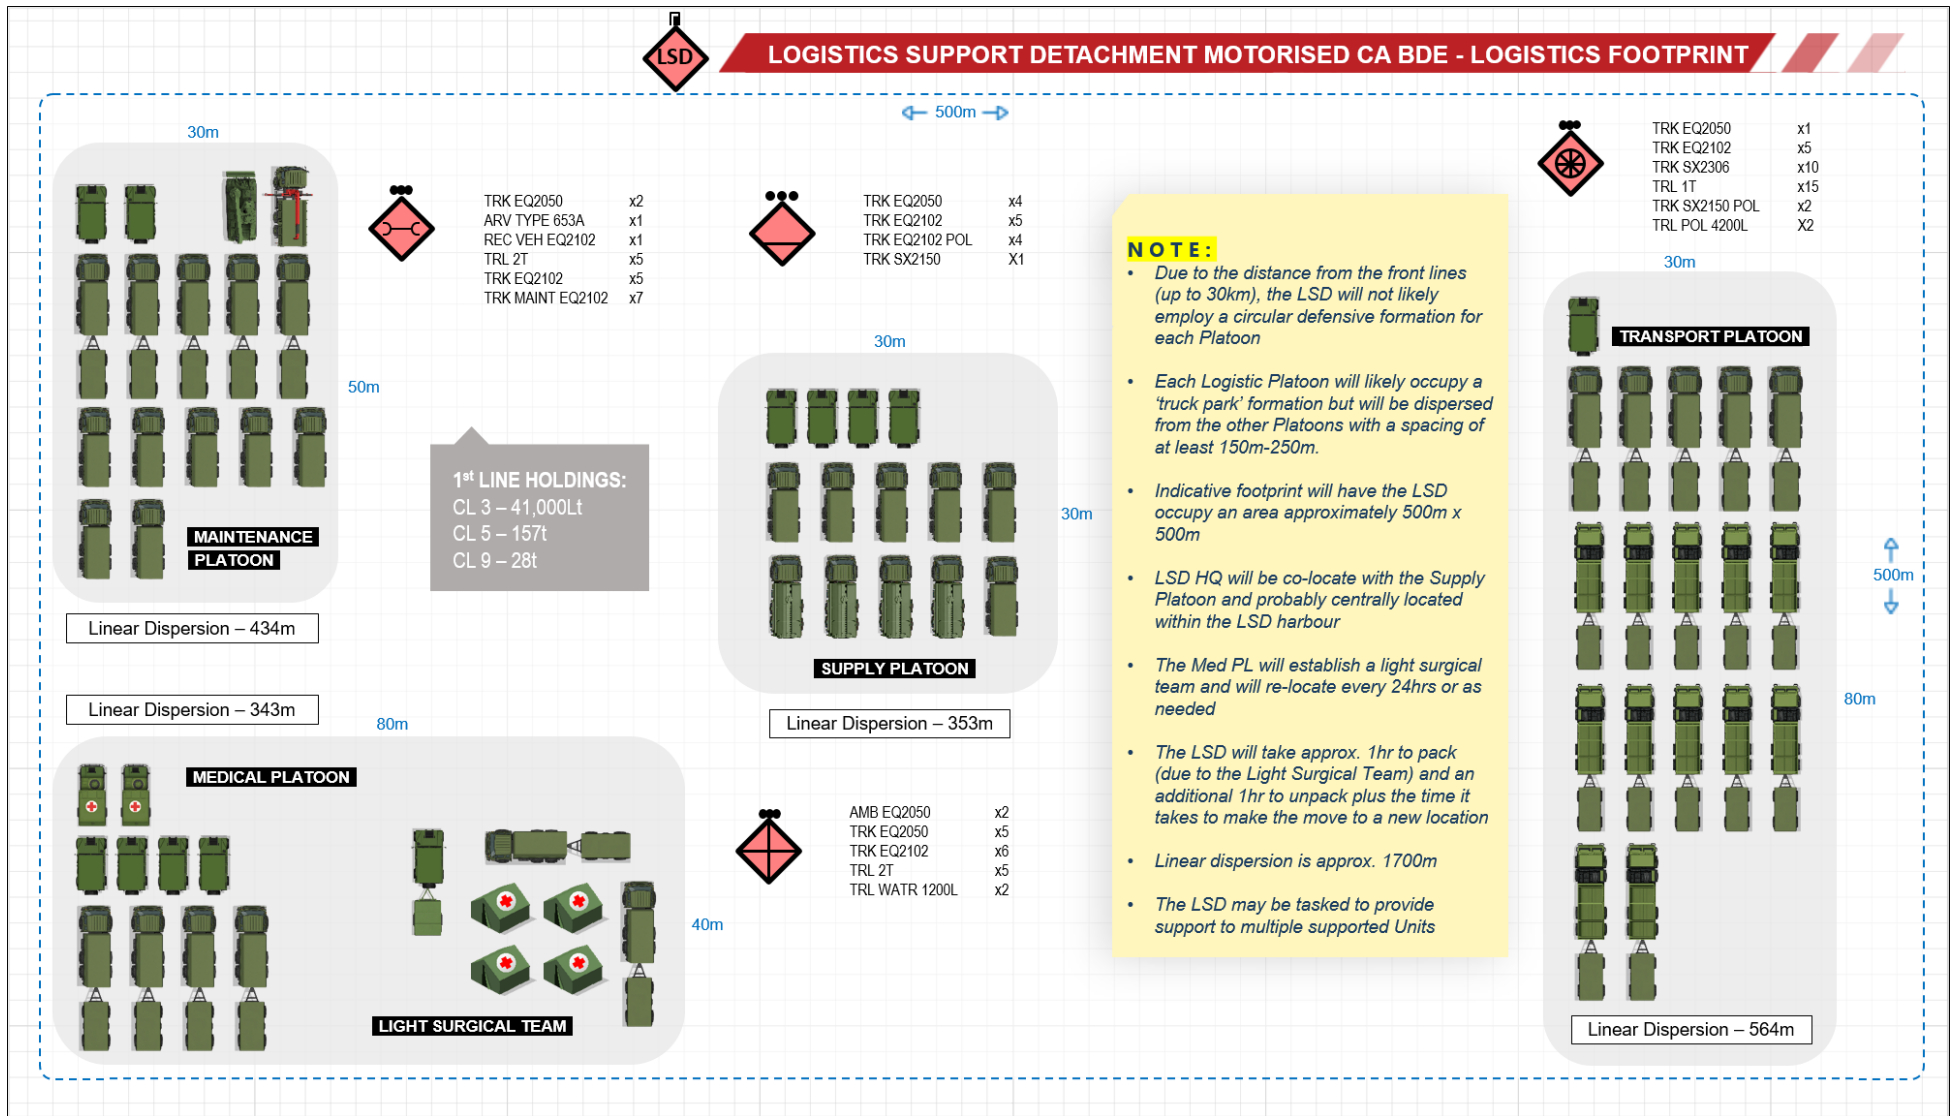 LSD
LOGISTICS SUPPORT DETACHMENT MOTORISED CA BDE - LOGISTICS FOOTPRINT
500m
30m
TRK EQ2050 x2
ARV TYPE 653A x1
REC VEH EQ2102 x1
TRL 2T x5
TRK EQ2102 x5
TRK MAINT EQ2102 x7
50m
MAINTENANCE
PLATOON
Linear Dispersion – 434m
1st LINE HOLDINGS:
CL 3 – 41,000Lt
CL 5 – 157t
CL 9 – 28t
TRK EQ2050 x4
TRK EQ2102 x5
TRK EQ2102 POL x4
TRK SX2150 X1
30m
30m
SUPPLY PLATOON
Linear Dispersion – 353m
Linear Dispersion – 343m
80m
MEDICAL PLATOON
40m
LIGHT SURGICAL TEAM
AMB EQ2050 x2
TRK EQ2050 x5
TRK EQ2102 x6
TRL 2T x5
TRL WATR 1200L x2
NOTE:
• Due to the distance from the front lines
(up to 30km), the LSD will not likely
employ a circular defensive formation for
each Platoon
• Each Logistic Platoon will likely occupy a
‘truck park’ formation but will be dispersed
from the other Platoons with a spacing of
at least 150m-250m.
• Indicative footprint will have the LSD
occupy an area approximately 500m x
500m
• LSD HQ will be co-locate with the Supply
Platoon and probably centrally located
within the LSD harbour
• The Med PL will establish a light surgical
team and will re-locate every 24hrs or as
needed
• The LSD will take approx. 1hr to pack
(due to the Light Surgical Team) and an
additional 1hr to unpack plus the time it
takes to make the move to a new location
• Linear dispersion is approx. 1700m
• The LSD may be tasked to provide
support to multiple supported Units
TRK EQ2050 x1
TRK EQ2102 x5
TRK SX2306 x10
TRL 1T x15
TRK SX2150 POL x2
TRL POL 4200L X2
30m
TRANSPORT PLATOON
500m
80m
Linear Dispersion – 564m